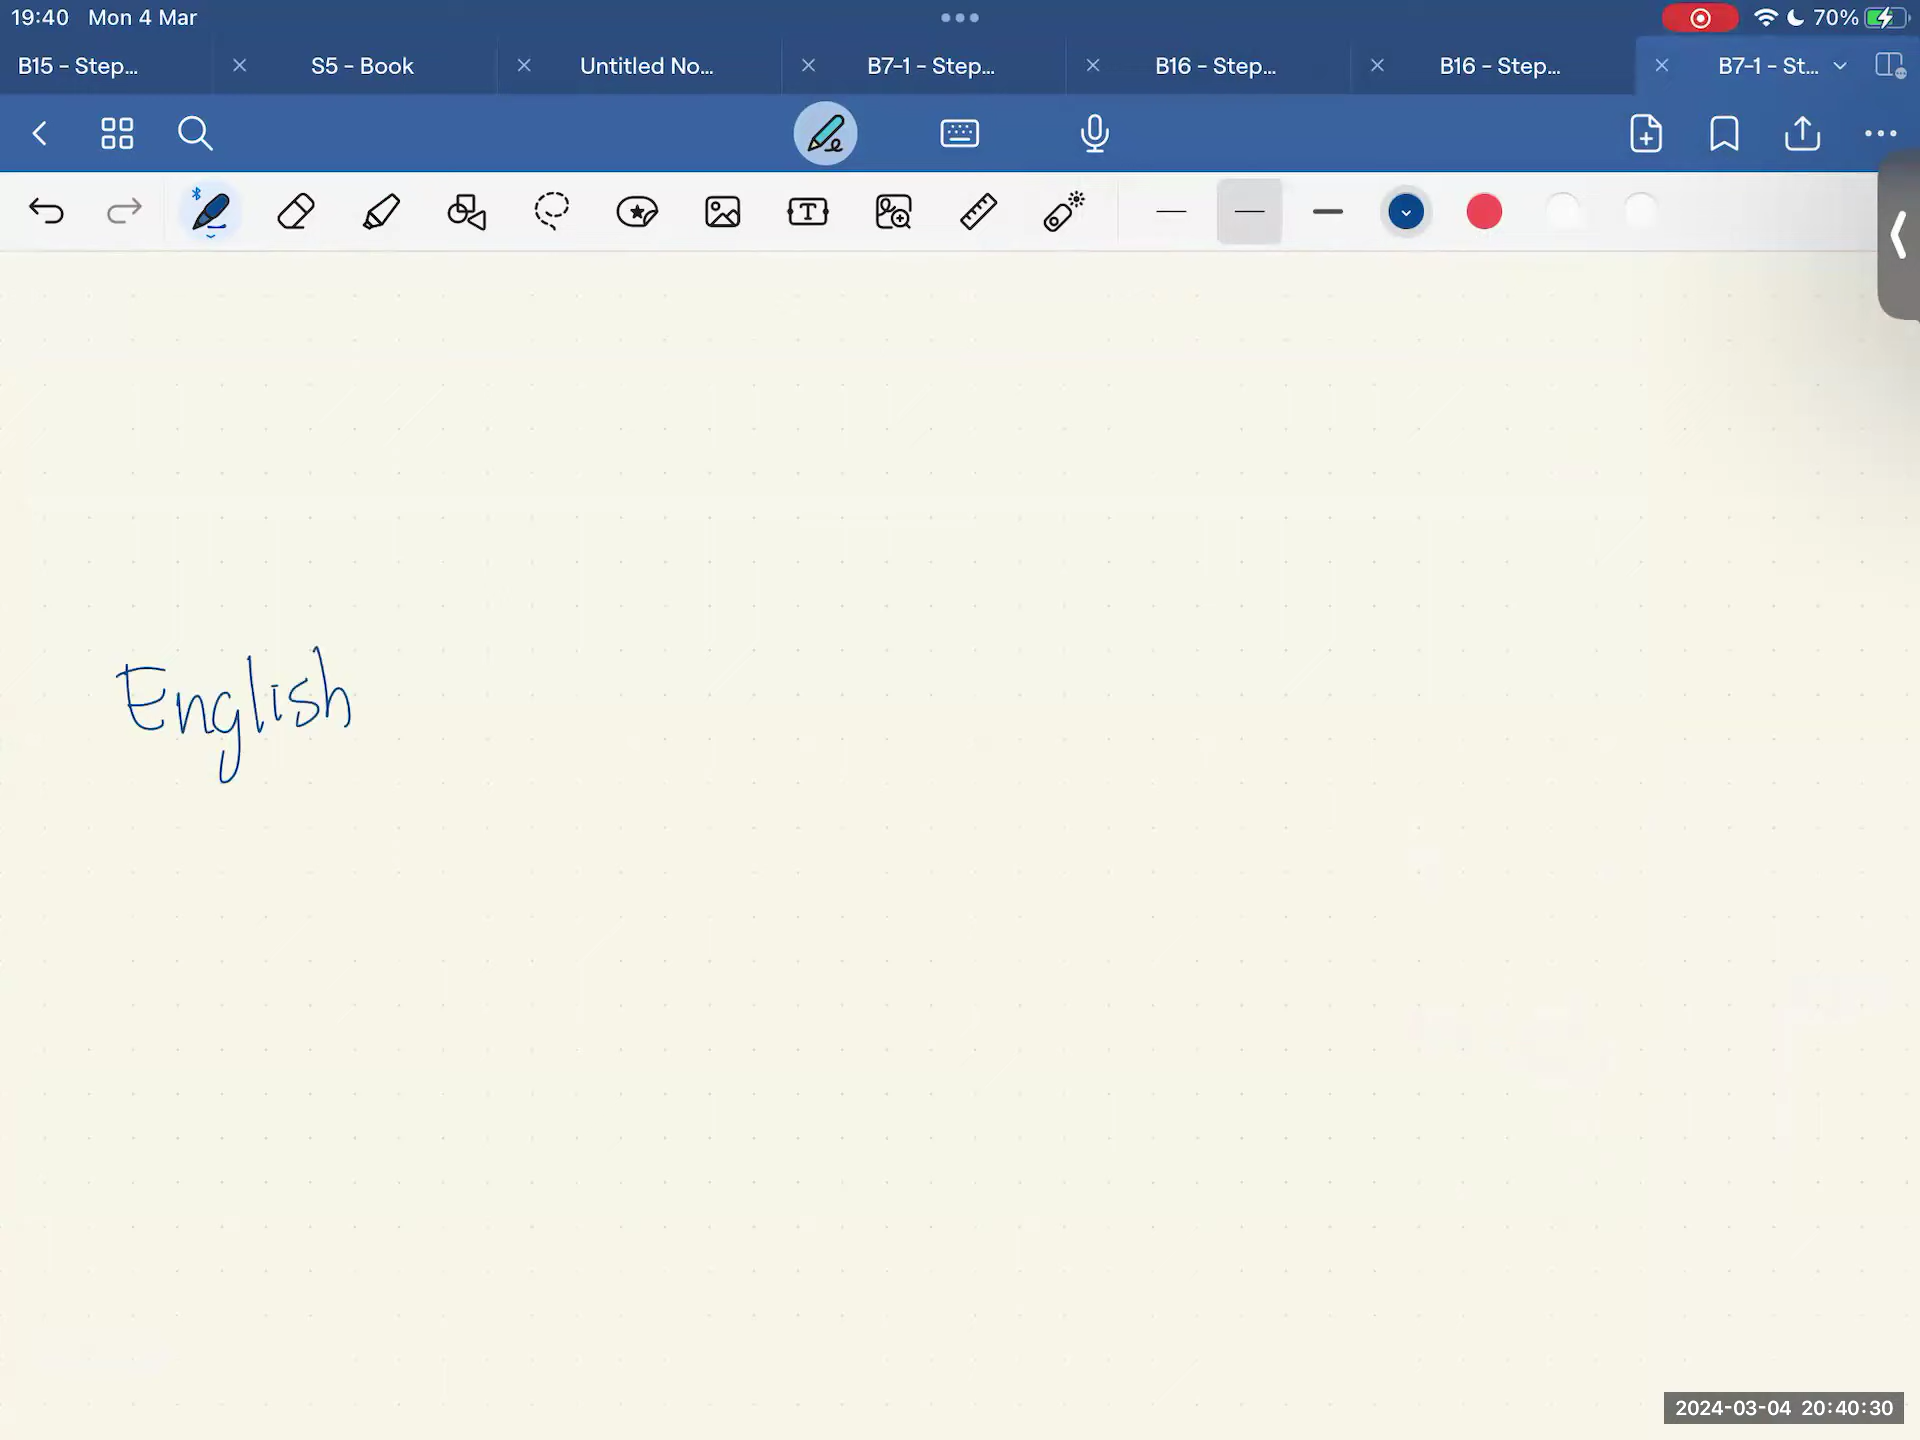 19:40 Mon 4 Mar 70%
B15 – Step... S5 – Book Untitled No... B7-1 – Step... B16 – Step... B16 – Step... B7-1 – St...
English
2024-03-04 20:40:30